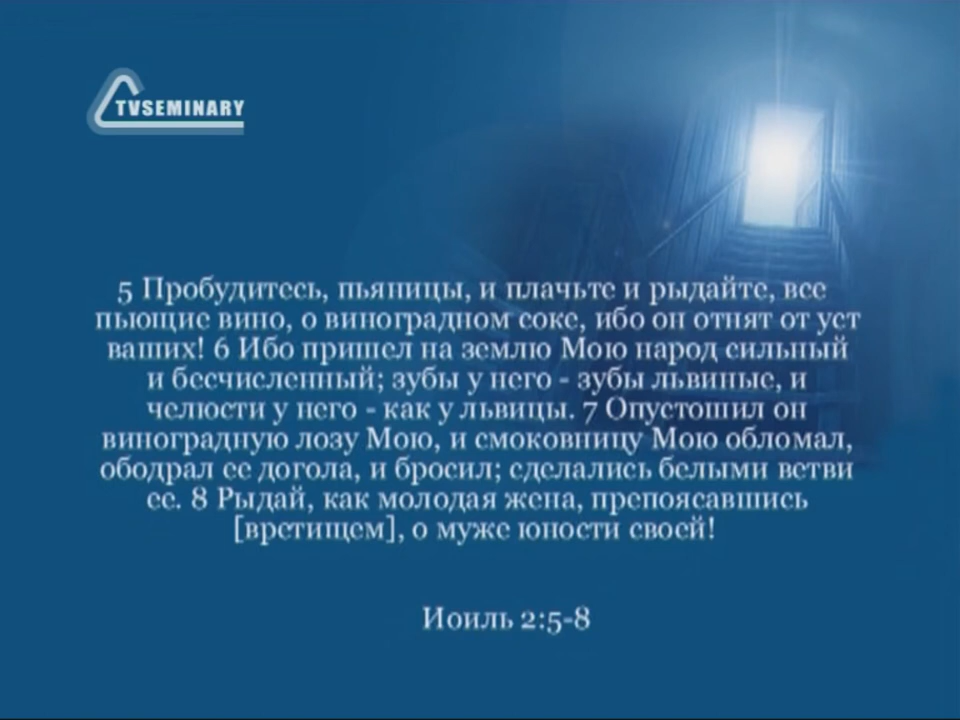 TVSEMINARY
5 Пробудитесь, пьяницы, и плачьте и рыдайте, все
пьющие вино, о виноградном соке, ибо он отнят от уст
ваших! 6 Ибо пришел на землю Мою народ сильный
и бесчисленный; зубы у него - зубы львиные, и
челюсти у него - как у львицы. 7 Опустошил он
виноградную лозу Мою, и смоковницу Мою обломал,
ободрал ее догола, и бросил; сделались белыми ветви
ее. 8 Рыдай, как молодая жена, препоясавшись
[вретищем], о муже юности своей!
Иоиль 2:5-8